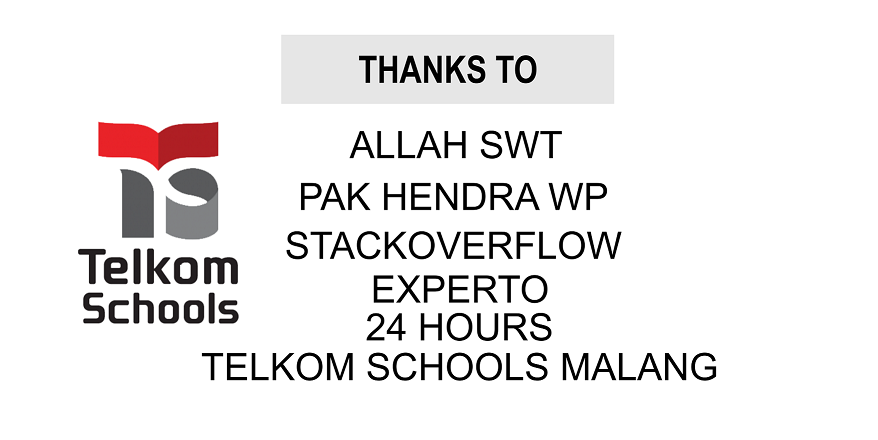 THANKS TO
ALLAH SWT
PAK HENDRA WP
STACKOVERFLOW
EXPERTO
24 HOURS
TELKOM SCHOOLS MALANG
Telkom
Schools